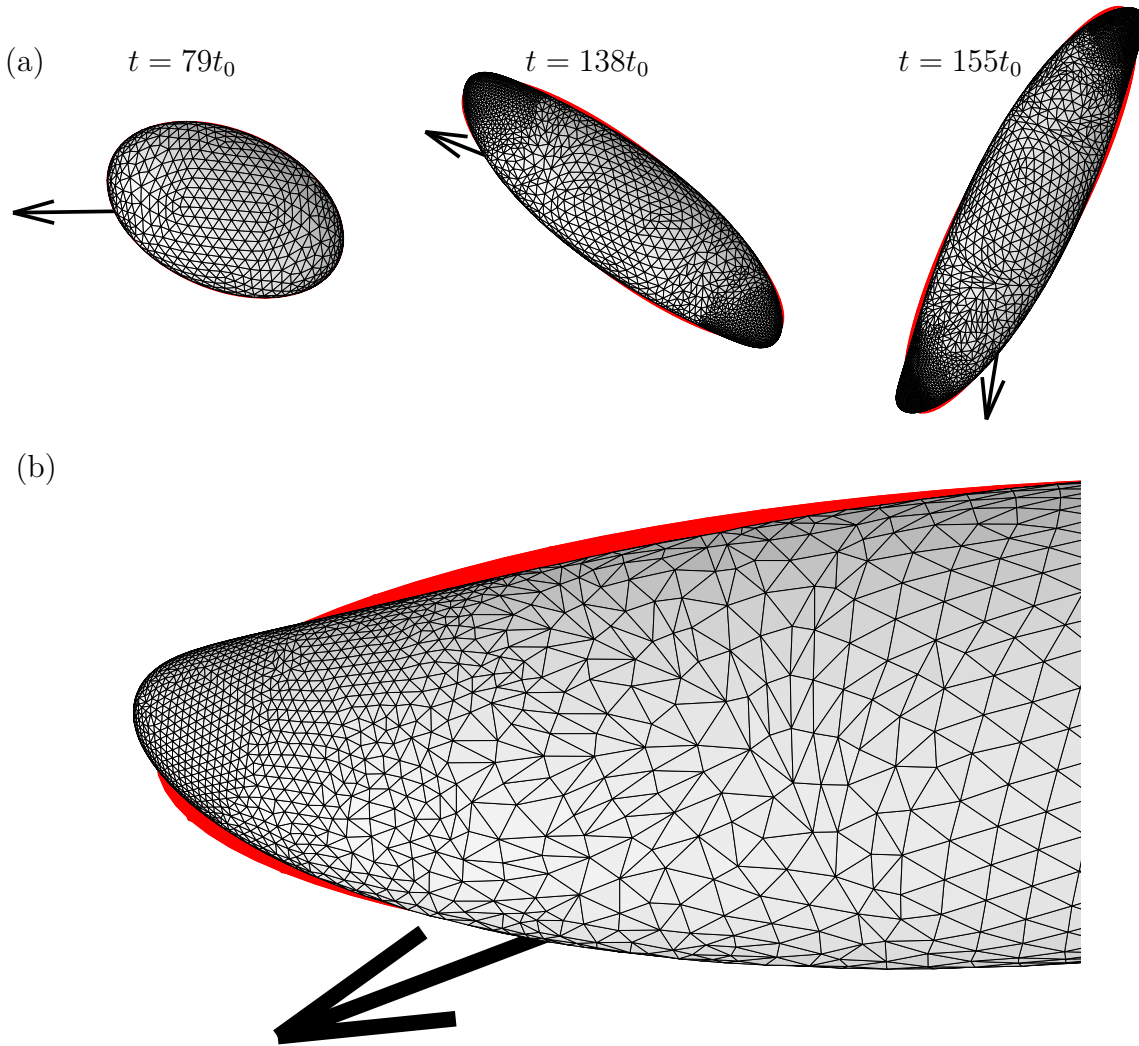 (a) t = 79t₀ t = 138t₀ t = 155t₀
(b)